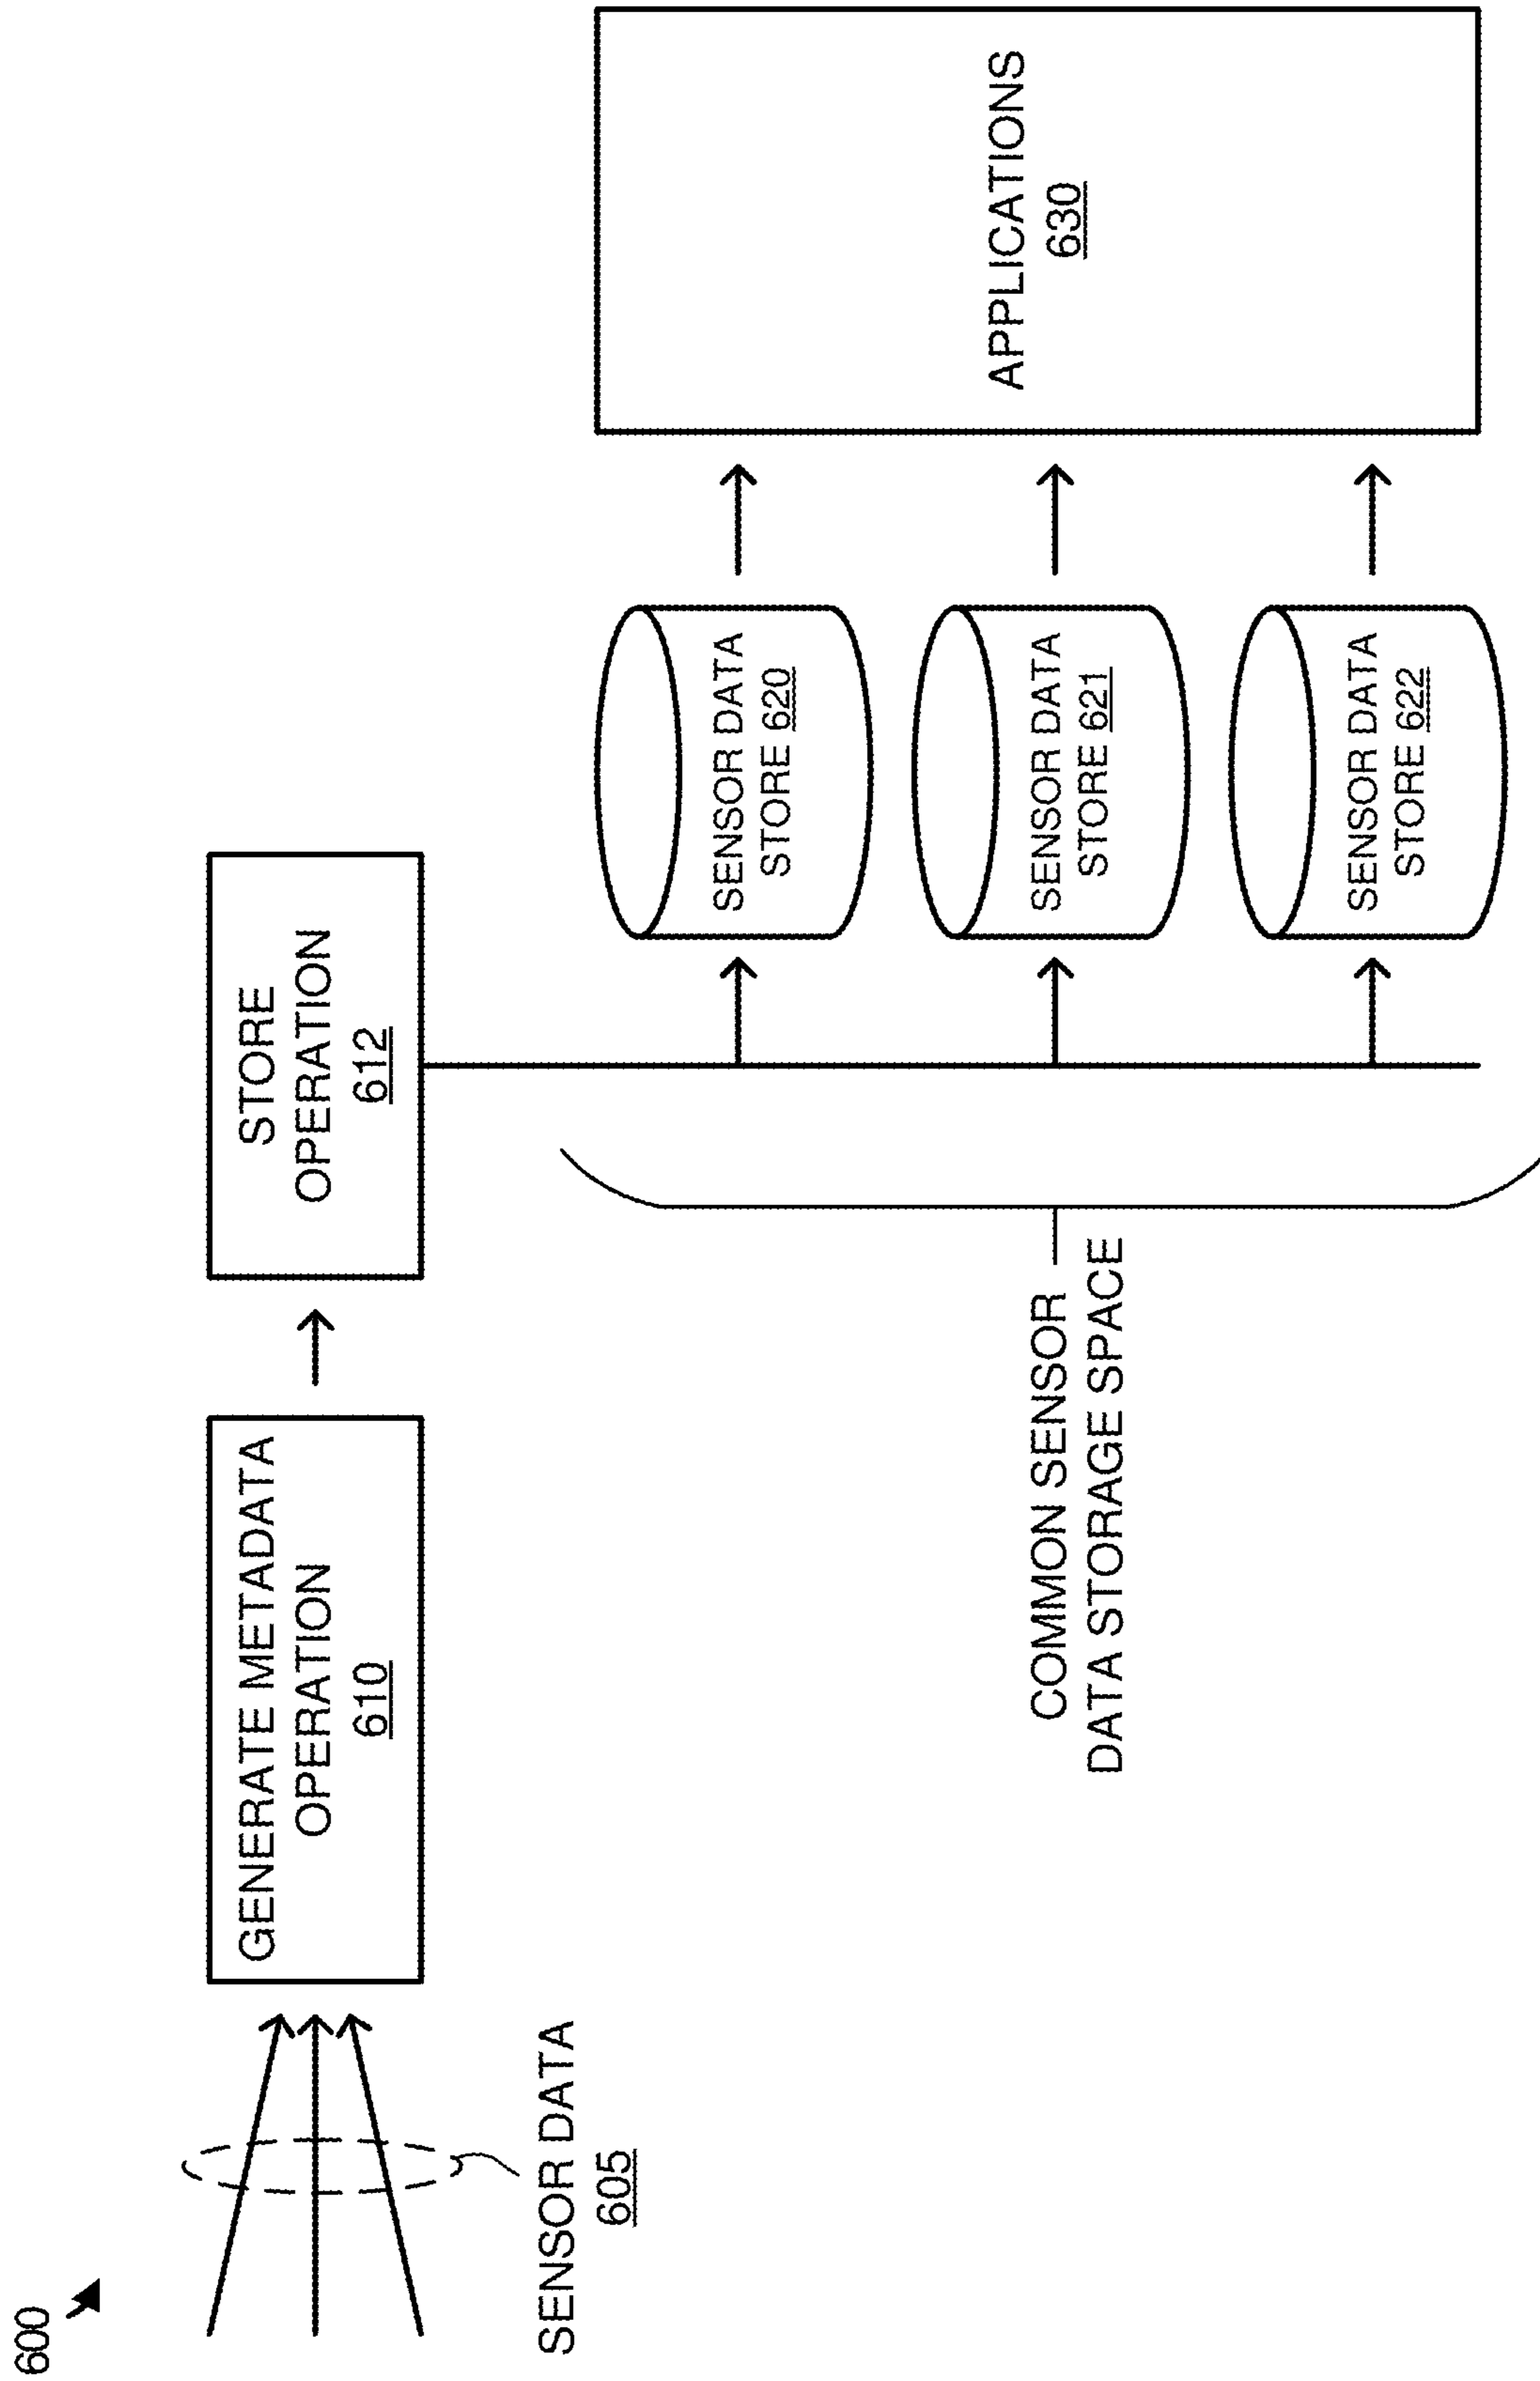 600
SENSOR DATA
605
GENERATE METADATA
OPERATION
610
STORE
OPERATION
612
COMMON SENSOR
DATA STORAGE SPACE
SENSOR DATA
STORE 620
SENSOR DATA
STORE 621
SENSOR DATA
STORE 622
APPLICATIONS
630